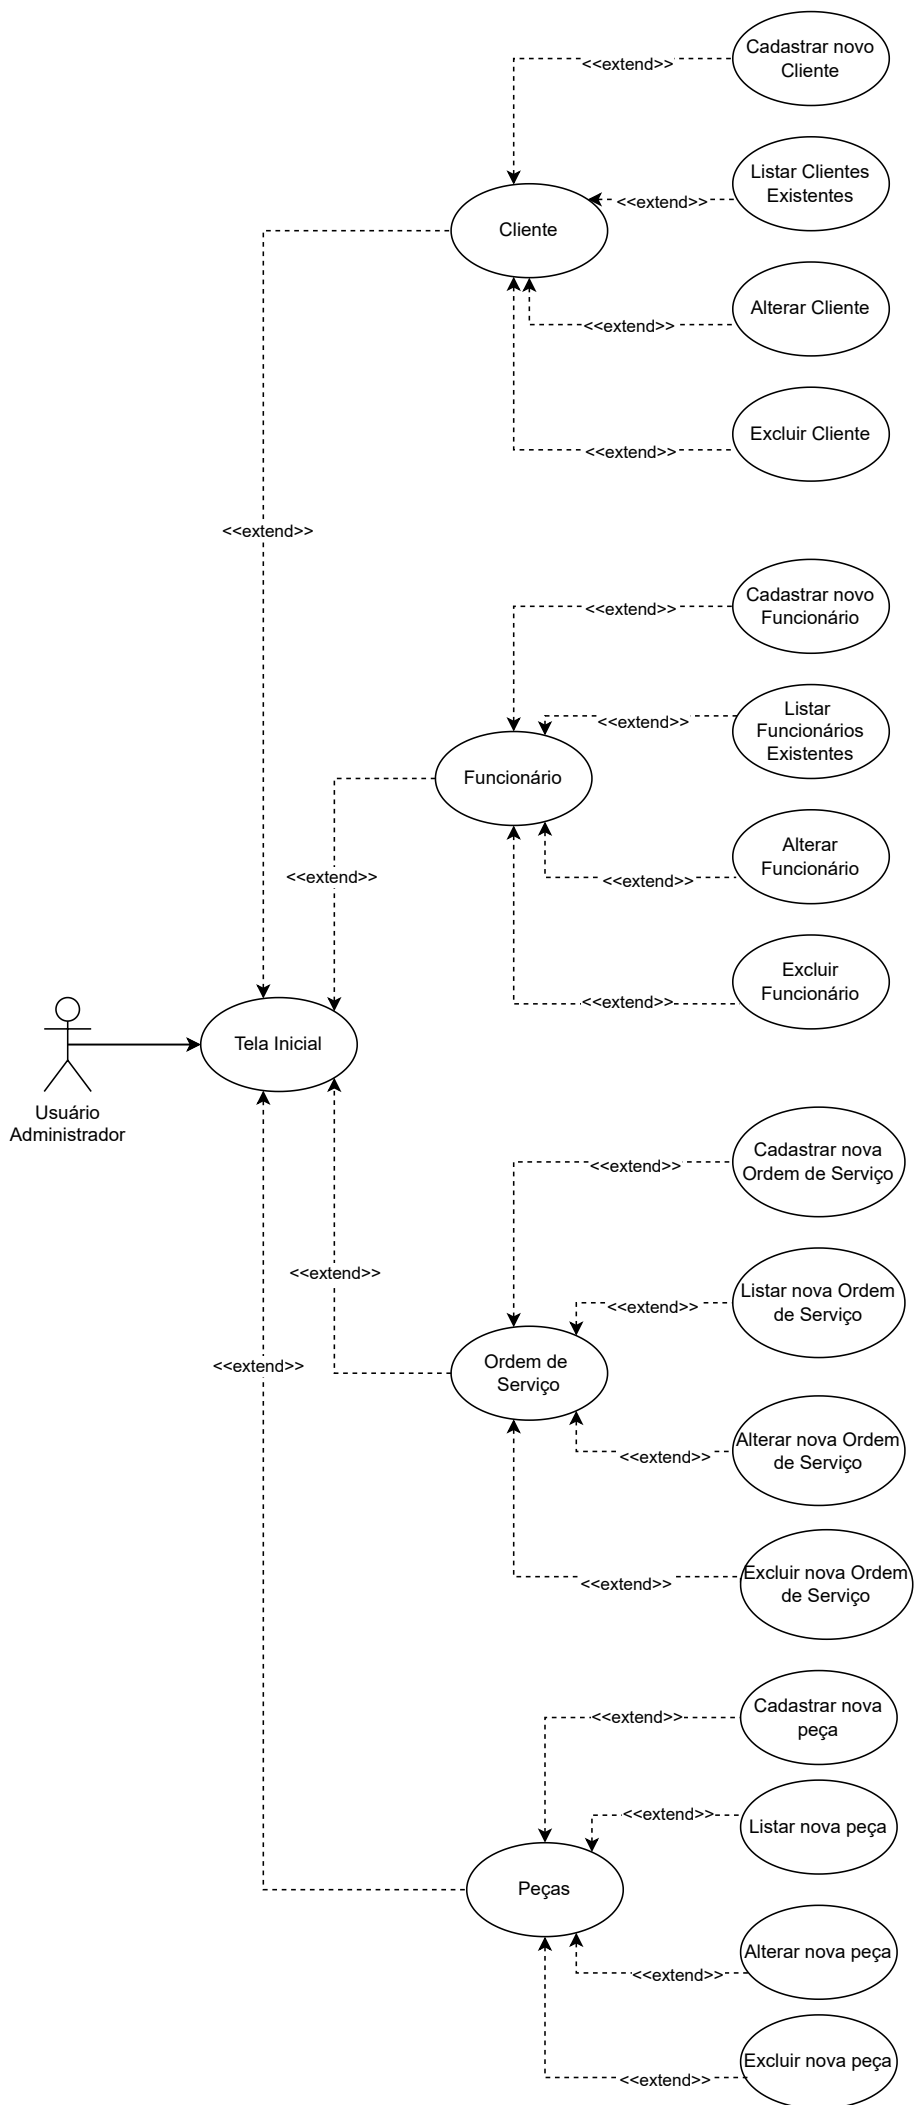 Cadastrar novo
Cliente
<<extend>>
Listar Clientes
Existentes
<<extend>>
Cliente
Alterar Cliente
<<extend>>
Excluir Cliente
<<extend>>
<<extend>>
Cadastrar novo
Funcionário
<<extend>>
Listar
Funcionários
Existentes
<<extend>>
Funcionário
Alterar
Funcionário
<<extend>>
<<extend>>
Excluir
Funcionário
<<extend>>
Tela Inicial
Usuário
Administrador
Cadastrar nova
Ordem de Serviço
<<extend>>
<<extend>>
Listar nova Ordem
de Serviço
<<extend>>
<<extend>>
Ordem de
Serviço
Alterar nova Ordem
de Serviço
<<extend>>
Excluir nova Ordem
de Serviço
<<extend>>
Cadastrar nova
peça
<<extend>>
Listar nova peça
<<extend>>
Peças
Alterar nova peça
<<extend>>
Excluir nova peça
<<extend>>